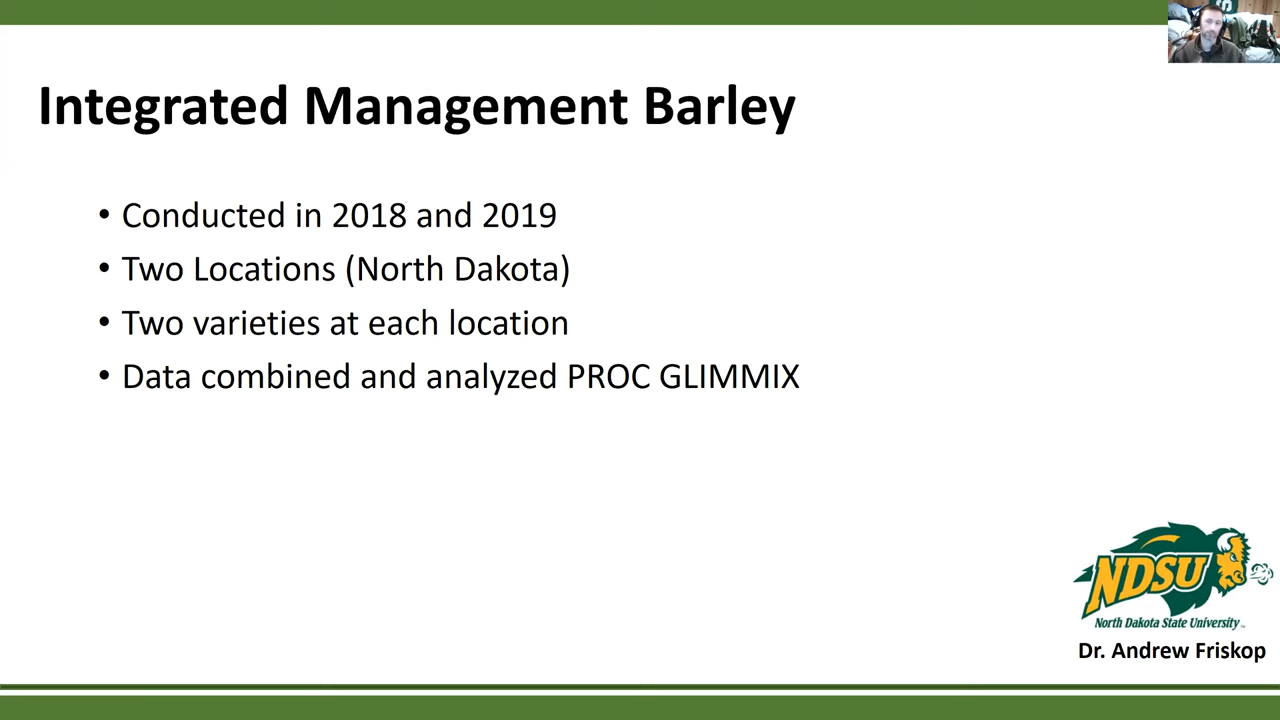 Integrated Management Barley
• Conducted in 2018 and 2019
• Two Locations (North Dakota)
• Two varieties at each location
• Data combined and analyzed PROC GLIMMIX
NDSU
North Dakota State University
Dr. Andrew Friskop